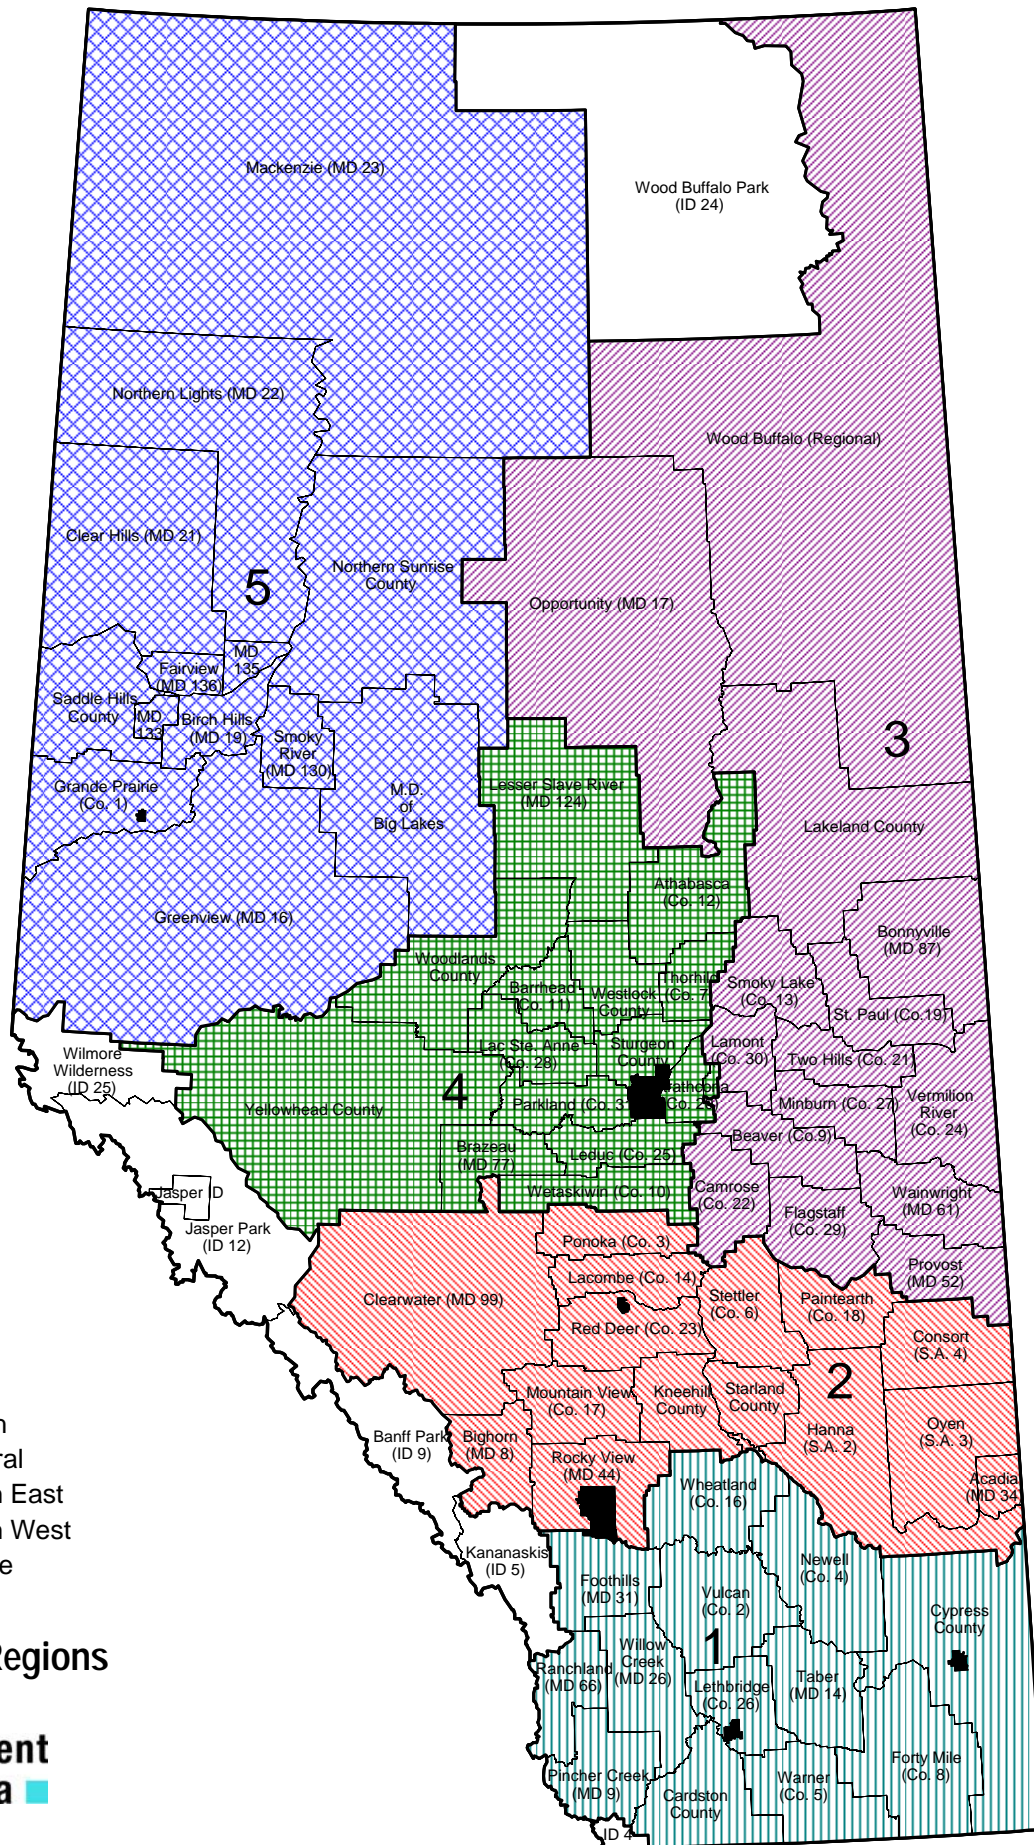 Mackenzie (MD 23)
Wood Buffalo Park
(ID 24)
Northern Lights (MD 22)
Wood Buffalo (Regional)
Clear Hills (MD 21)
5
Northern Sunrise
County
Opportunity (MD 17)
MD
135
Fairview
(MD 136)
Saddle Hills
County
MD
133
Birch Hills
(MD 19)
Smoky
River
(MD 130)
3
Grande Prairie
(Co. 1)
M.D.
of
Big Lakes
Lesser Slave River
(MD 124)
Lakeland County
Athabasca
(Co. 12)
Greenview (MD 16)
Bonnyville
(MD 87)
Woodlands
County
Barrhead
(Co. 11)
Westlock
County
Thorhild
(Co. 7)
Smoky Lake
(Co. 13)
St. Paul (Co.19)
Wilmore
Wilderness
(ID 25)
Lac Ste. Anne
(Co. 28)
Sturgeon
County
Lamont
(Co. 30)
Two Hills (Co. 21)
4
Yellowhead County
Parkland (Co. 3
Minburn (Co. 27)
Vermilion
River
(Co. 24)
Brazeau
(MD 77)
Leduc (Co. 25)
Beaver (Co.9)
Jasper ID
Wetaskiwin (Co. 10)
Camrose
(Co. 22)
Wainwright
(MD 61)
Jasper Park
(ID 12)
Flagstaff
(Co. 29)
Ponoka (Co. 3)
Provost
(MD 52)
Lacombe (Co. 14)
Clearwater (MD 99)
Stettler
(Co. 6)
Paintearth
(Co. 18)
Red Deer (Co. 23)
Consort
(S.A. 4)
2
Mountain View
(Co. 17)
Kneehill
County
Starland
County
Hanna
(S.A. 2)
Oyen
(S.A. 3)
Banff Park
(ID 9)
Bighorn
(MD 8)
Rocky View
(MD 44)
Wheatland
(Co. 16)
Acadia
(MD 34
Kananaskis
(ID 5)
Foothills
(MD 31)
Vulcan
(Co. 2)
Newell
(Co. 4)
Cypress
County
1
Willow
Creek
(MD 26)
Ranchland
(MD 66)
Lethbridge
(Co. 26)
Taber
(MD 14)
Forty Mile
(Co. 8)
Pincher Creek
(MD 9)
Cardston
County
Warner
(Co. 5)
ID 4
n
ral
East
West
e
egions
ent
a